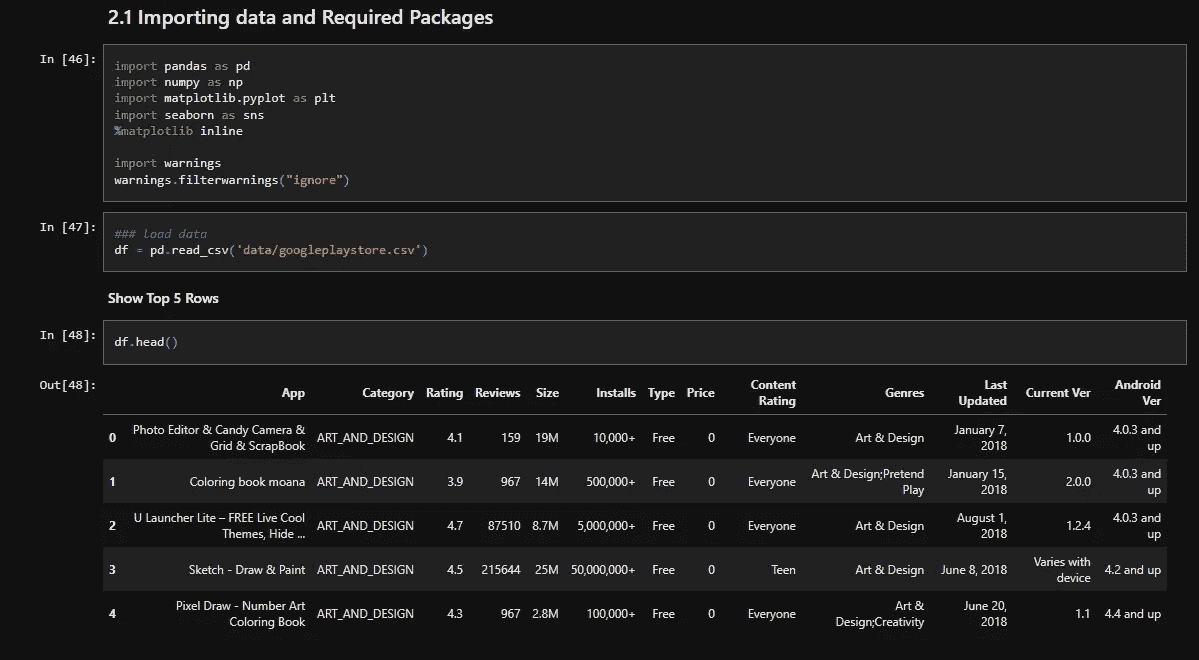 2.1 Importing data and Required Packages
In [46]:
import pandas as pd
import numpy as np
import matplotlib.pyplot as plt
import seaborn as sns
%matplotlib inline
import warnings
warnings.filterwarnings("ignore")
In [47]:
### load data
df = pd.read_csv('data/googleplaystore.csv')
Show Top 5 Rows
In [48]:
df.head()
Out[48]:
App Category Rating Reviews Size Installs Type Price Content Rating Genres Last Updated Current Ver Android Ver
0 Photo Editor & Candy Camera & Grid & ScrapBook ART_AND_DESIGN 4.1 159 19M 10,000+ Free 0 Everyone Art & Design January 7, 2018 1.0.0 4.0.3 and up
1 Coloring book moana ART_AND_DESIGN 3.9 967 14M 500,000+ Free 0 Everyone Art & Design;Pretend Play January 15, 2018 2.0.0 4.0.3 and up
2 U Launcher Lite – FREE Live Cool Themes, Hide ... ART_AND_DESIGN 4.7 87510 8.7M 5,000,000+ Free 0 Everyone Art & Design August 1, 2018 1.2.4 4.0.3 and up
3 Sketch - Draw & Paint ART_AND_DESIGN 4.5 215644 25M 50,000,000+ Free 0 Teen Art & Design June 8, 2018 Varies with device 4.2 and up
4 Pixel Draw - Number Art Coloring Book ART_AND_DESIGN 4.3 967 2.8M 100,000+ Free 0 Everyone Art & Design;Creativity June 20, 2018 1.1 4.4 and up